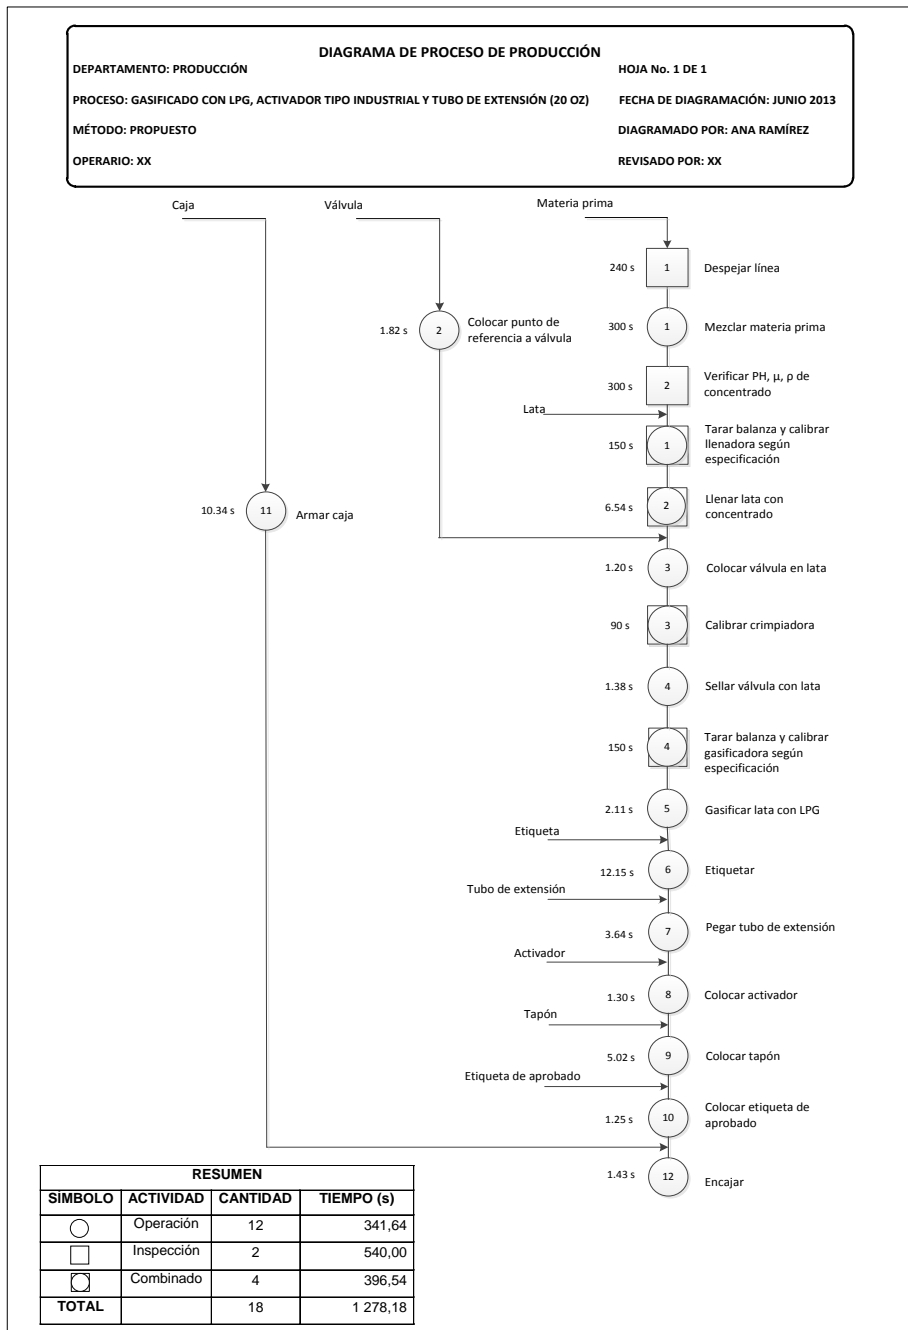 DIAGRAMA DE PROCESO DE PRODUCCIÓN
DEPARTAMENTO: PRODUCCIÓN
HOJA No. 1 DE 1
PROCESO: GASIFICADO CON LPG, ACTIVADOR TIPO INDUSTRIAL Y TUBO DE EXTENSIÓN (20 OZ)
FECHA DE DIAGRAMACIÓN: JUNIO 2013
MÉTODO: PROPUESTO
DIAGRAMADO POR: ANA RAMÍREZ
OPERARIO: XX
REVISADO POR: XX
Caja
Válvula
Materia prima
240 s
1
Despejar línea
1.82 s
2
Colocar punto de
referencia a válvula
300 s
1
Mezclar materia prima
300 s
2
Verificar PH, µ, ρ de
concentrado
Lata
150 s
1
Tarar balanza y calibrar
llenadora según
especificación
10.34 s
11
Armar caja
6.54 s
2
Llenar lata con
concentrado
1.20 s
3
Colocar válvula en lata
90 s
3
Calibrar crimpiadora
1.38 s
4
Sellar válvula con lata
150 s
4
Tarar balanza y calibrar
gasificadora según
especificación
2.11 s
5
Gasificar lata con LPG
Etiqueta
12.15 s
6
Etiquetar
Tubo de extensión
3.64 s
7
Pegar tubo de extensión
Activador
1.30 s
8
Colocar activador
Tapón
5.02 s
9
Colocar tapón
Etiqueta de aprobado
1.25 s
10
Colocar etiqueta de
aprobado
1.43 s
12
Encajar
RESUMEN
SÍMBOLO ACTIVIDAD CANTIDAD TIEMPO (s)
Operación 12 341,64
Inspección 2 540,00
Combinado 4 396,54
TOTAL 18 1 278,18